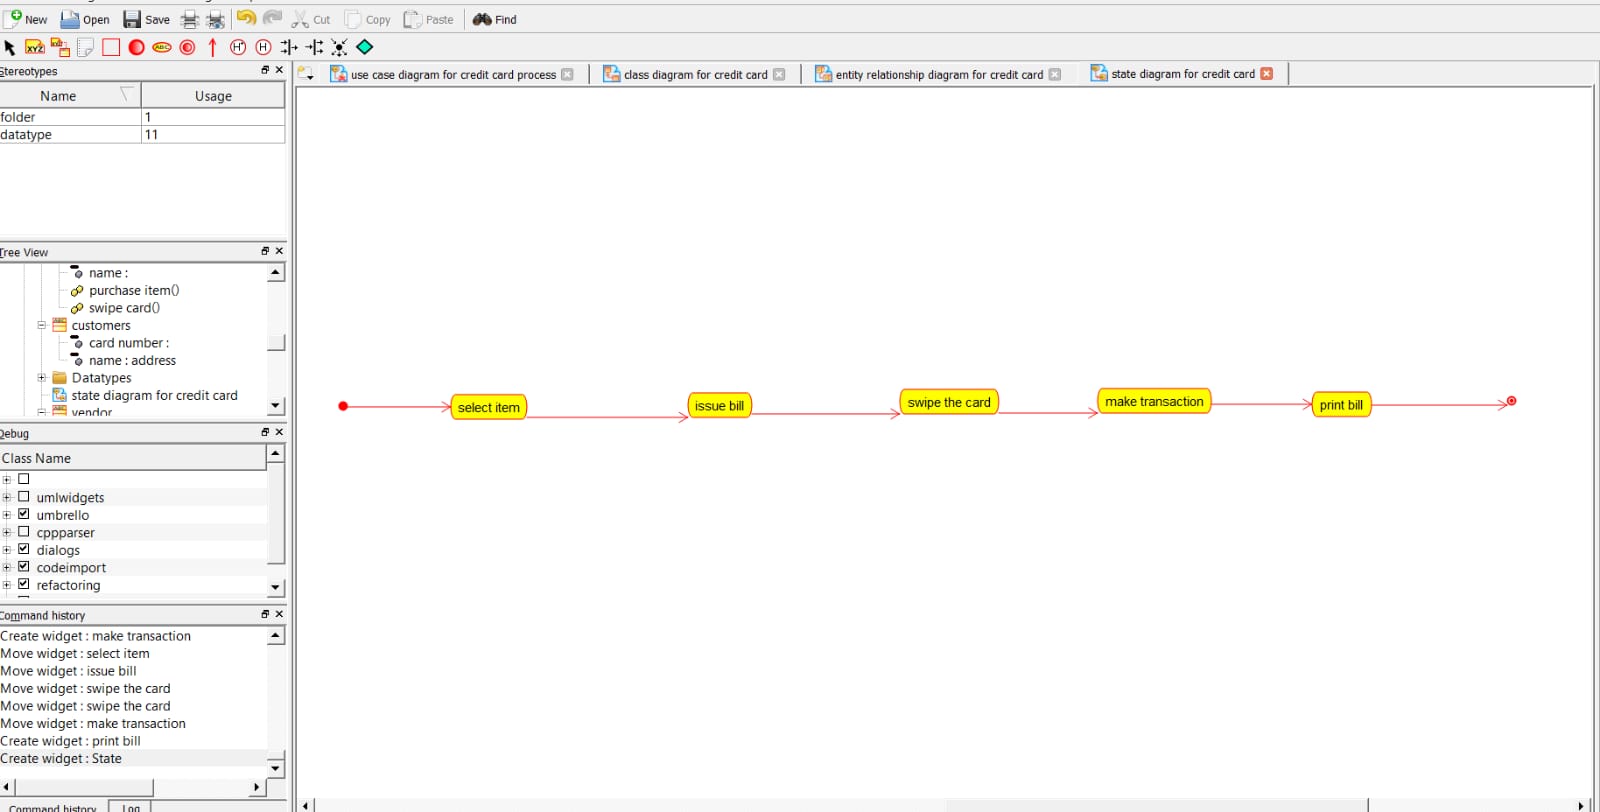 New Open Save Cut Copy Paste Find
Stereotypes
use case diagram for credit card process class diagram for credit card entity relationship diagram for credit card state diagram for credit card
Name Usage
folder 1
datatype 11
Tree View
name :
purchase item()
swipe card()
customers
card number :
name : address
Datatypes
state diagram for credit card
vendor
select item
issue bill
swipe the card
make transaction
print bill
Debug
Class Name
umlwidgets
umbrello
cppparser
dialogs
codeimport
refactoring
Command history
Create widget : make transaction
Move widget : select item
Move widget : issue bill
Move widget : swipe the card
Move widget : swipe the card
Move widget : make transaction
Create widget : print bill
Create widget : State
Command history Log